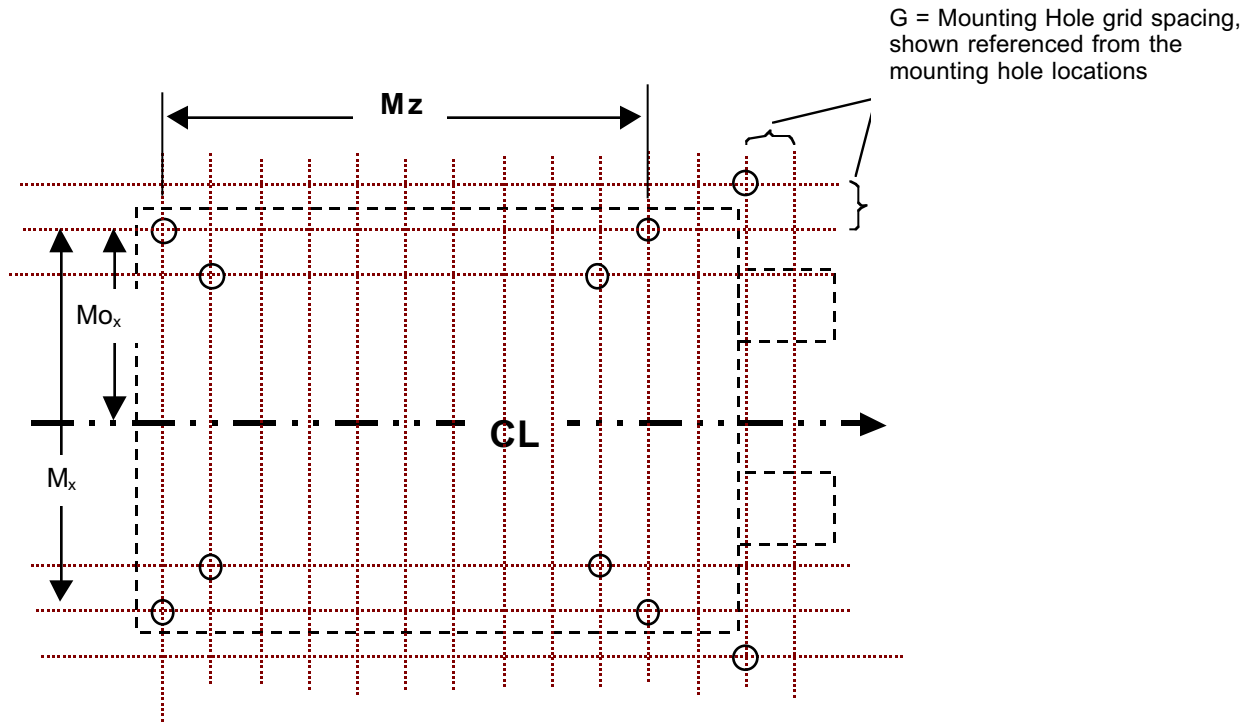 G = Mounting Hole grid spacing,
shown referenced from the
mounting hole locations
Mz
Mox
CL
Mx